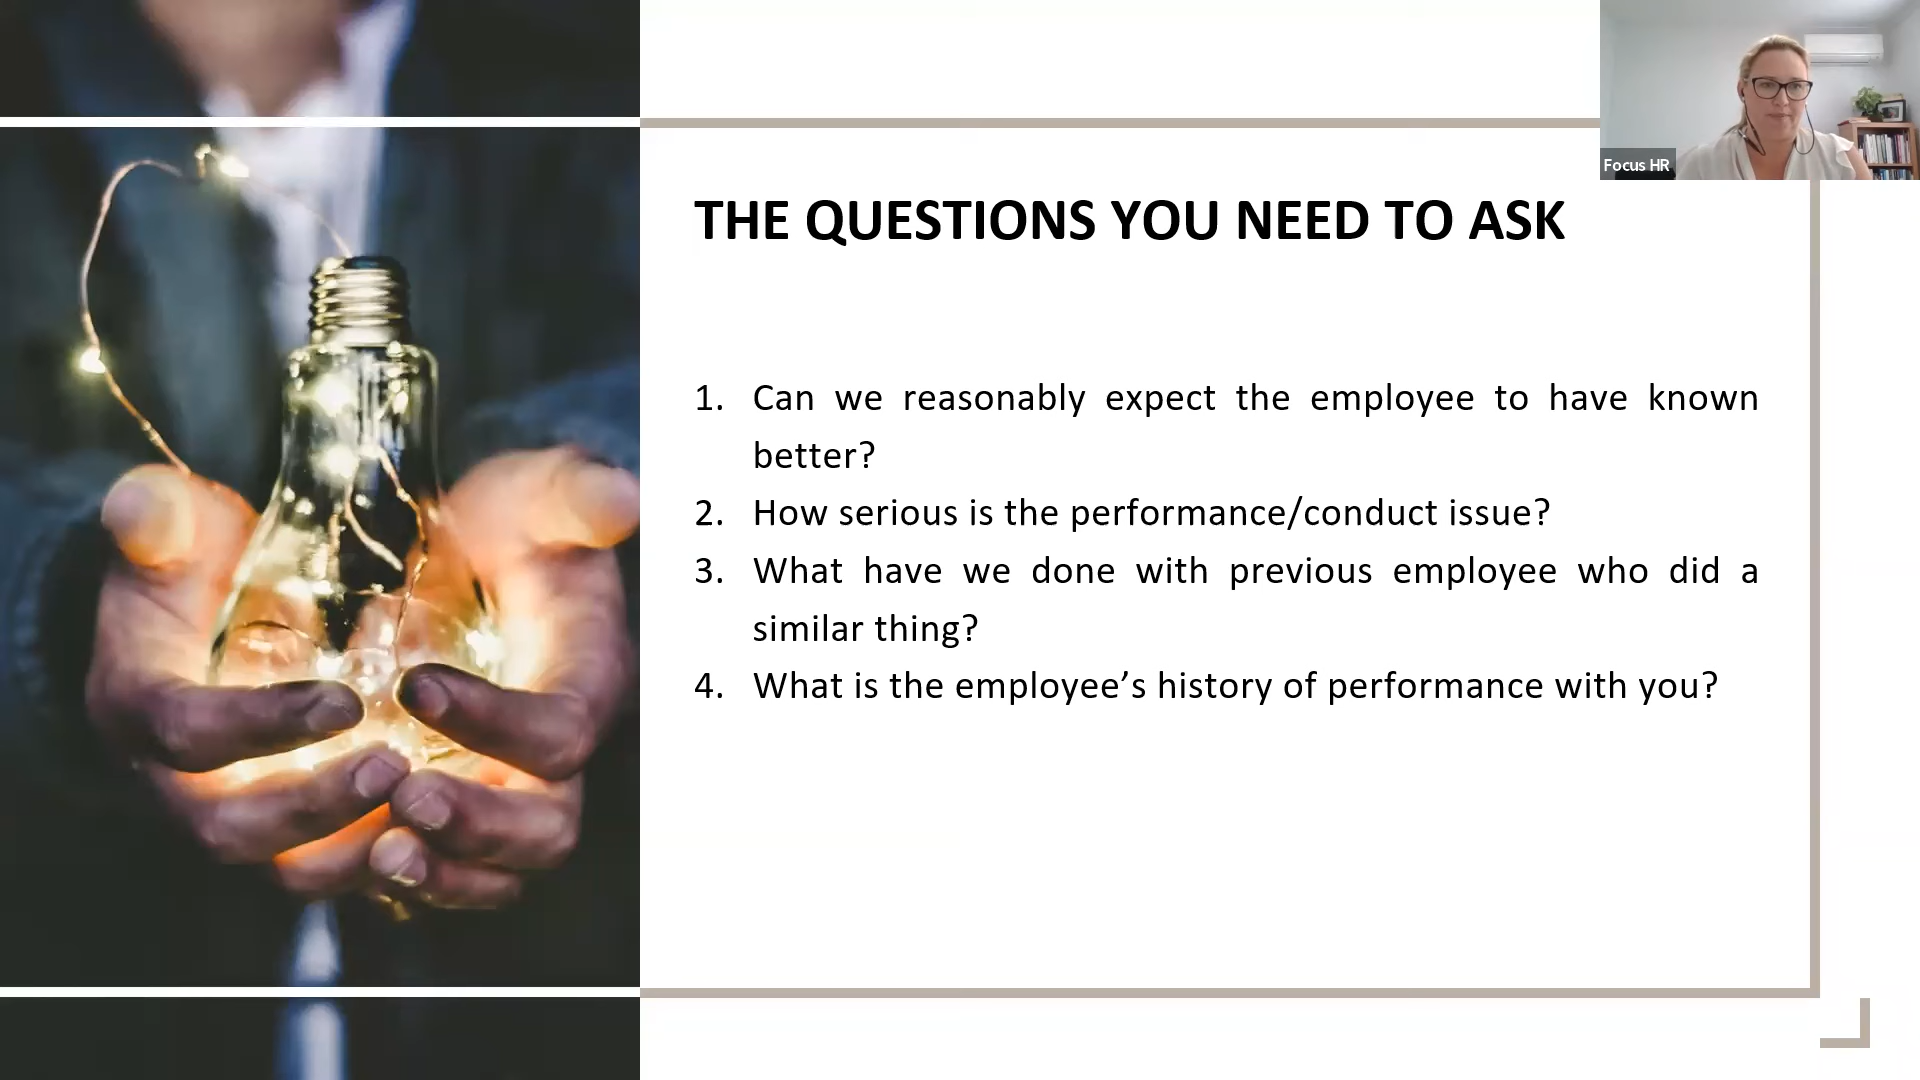 Focus HR
THE QUESTIONS YOU NEED TO ASK
1. Can we reasonably expect the employee to have known
better?
2. How serious is the performance/conduct issue?
3. What have we done with previous employee who did a
similar thing?
4. What is the employee’s history of performance with you?